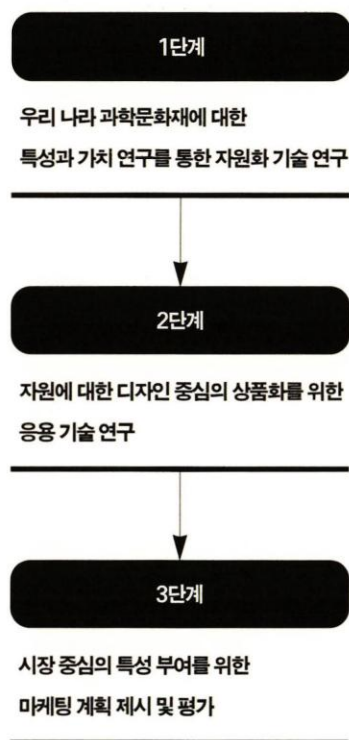 1단계
우리 나라 과학문화재에 대한
특성과 가치 연구를 통한 자원화 기술 연구
2단계
자원에 대한 디자인 중심의 상품화를 위한
응용 기술 연구
3단계
시장 중심의 특성 부여를 위한
마케팅 계획 제시 및 평가